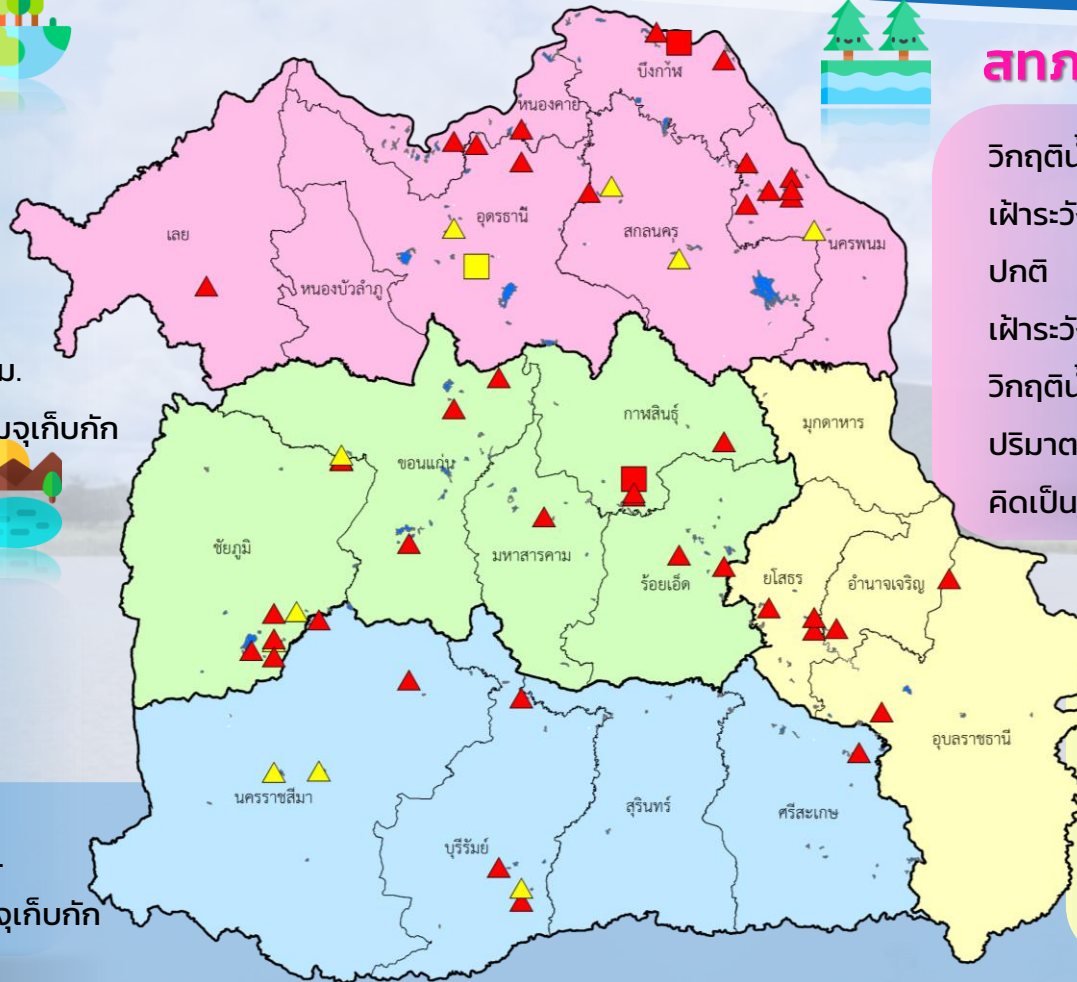 สทภ
วิกฤติน้
เฝ้าระวัง
ปกติ
เฝ้าระวัง
วิกฤติน้
ปริมาตร
คิดเป็น
ม.
มจุเก็บกัก
.
จุเก็บกัก
บึงกาฬ
หนองคาย
เลย
อุดรธานี
สกลนคร
นครพนม
หนองบัวลำภู
กาฬสินธุ์
มุกดาหาร
ขอนแก่น
ชัยภูมิ
มหาสารคาม
ร้อยเอ็ด
ยโสธร
อำนาจเจริญ
อุบลราชธานี
นครราชสีมา
สุรินทร์
ศรีสะเกษ
บุรีรัมย์